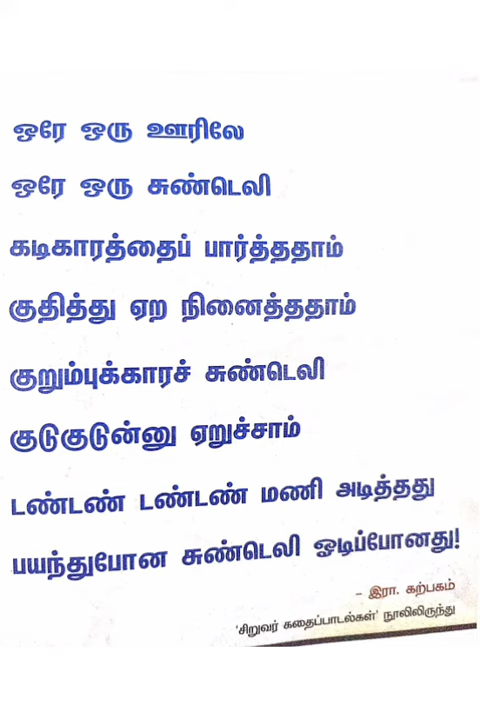 ஒரே ஒரு ஊரிலே
ஒரே ஒரு சுண்டெலி
கடிகாரத்தைப் பார்த்ததாம்
குதித்து ஏற நினைத்ததாம்
குறும்புக்காரச் சுண்டெலி
குடுகுடுன்னு ஏறுச்சாம்
டண்டண் டண்டண் மணி அடித்தது
பயந்துபோன சுண்டெலி ஓடிப்போனது!
– இரா. கற்பகம்
'சிறுவர் கதைப்பாடல்கள்' நூலிலிருந்து